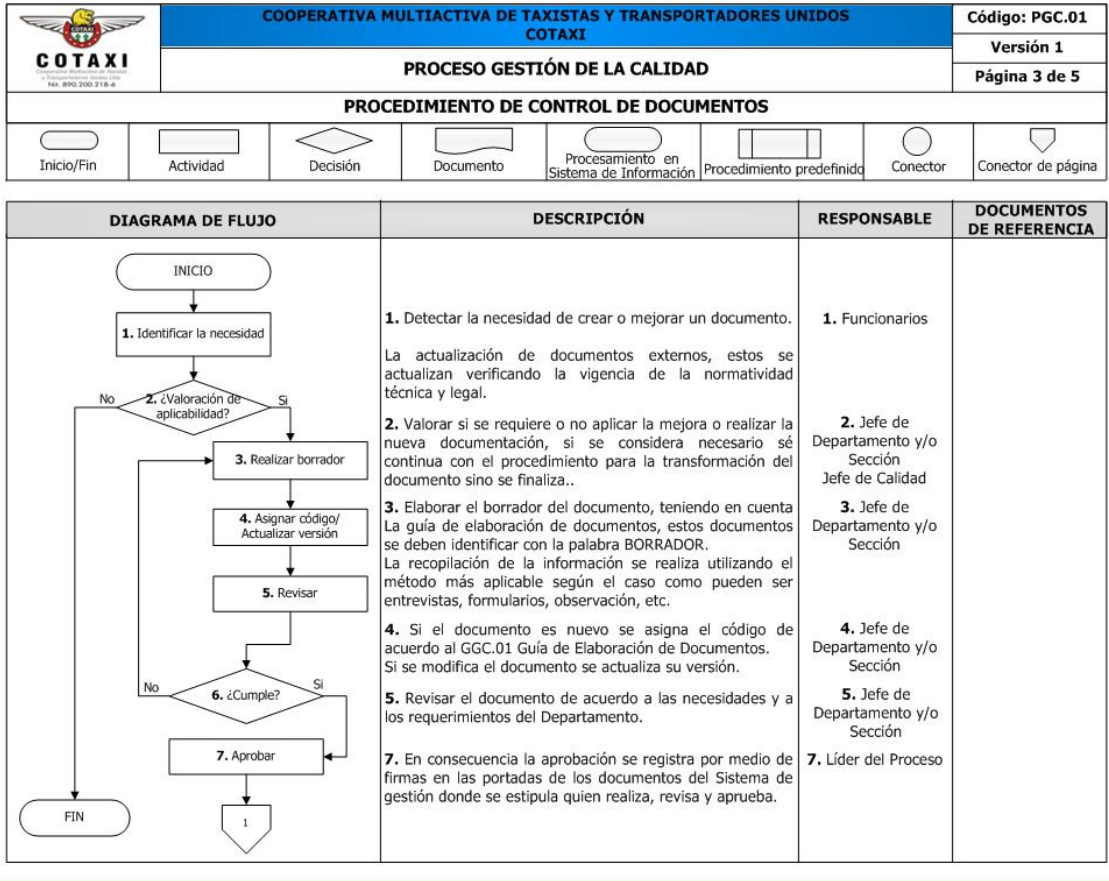 COTAXI
COTAXI
Cooperativa Multiactiva de Taxistas
y Transportadores Unidos Ltda.
Nit. 890.200.218-6
COOPERATIVA MULTIACTIVA DE TAXISTAS Y TRANSPORTADORES UNIDOS
COTAXI
PROCESO GESTIÓN DE LA CALIDAD
Código: PGC.01
Versión 1
Página 3 de 5
PROCEDIMIENTO DE CONTROL DE DOCUMENTOS
Inicio/Fin
Actividad
Decisión
Documento
Procesamiento en
Sistema de Información
Procedimiento predefinido
Conector
Conector de página
DIAGRAMA DE FLUJO
DESCRIPCIÓN
RESPONSABLE
DOCUMENTOS
DE REFERENCIA
INICIO
1. Identificar la necesidad
No
2. ¿Valoración de
aplicabilidad?
Si
3. Realizar borrador
4. Asignar código/
Actualizar versión
5. Revisar
No
6. ¿Cumple?
Si
7. Aprobar
FIN
1
1. Detectar la necesidad de crear o mejorar un documento.
La actualización de documentos externos, estos se
actualizan verificando la vigencia de la normatividad
técnica y legal.
2. Valorar si se requiere o no aplicar la mejora o realizar la
nueva documentación, si se considera necesario sé
continua con el procedimiento para la transformación del
documento sino se finaliza..
3. Elaborar el borrador del documento, teniendo en cuenta
La guía de elaboración de documentos, estos documentos
se deben identificar con la palabra BORRADOR.
La recopilación de la información se realiza utilizando el
método más aplicable según el caso como pueden ser
entrevistas, formularios, observación, etc.
4. Si el documento es nuevo se asigna el código de
acuerdo al GGC.01 Guía de Elaboración de Documentos.
Si se modifica el documento se actualiza su versión.
5. Revisar el documento de acuerdo a las necesidades y a
los requerimientos del Departamento.
7. En consecuencia la aprobación se registra por medio de
firmas en las portadas de los documentos del Sistema de
gestión donde se estipula quien realiza, revisa y aprueba.
1. Funcionarios
2. Jefe de
Departamento y/o
Sección
Jefe de Calidad
3. Jefe de
Departamento y/o
Sección
4. Jefe de
Departamento y/o
Sección
5. Jefe de
Departamento y/o
Sección
7. Líder del Proceso